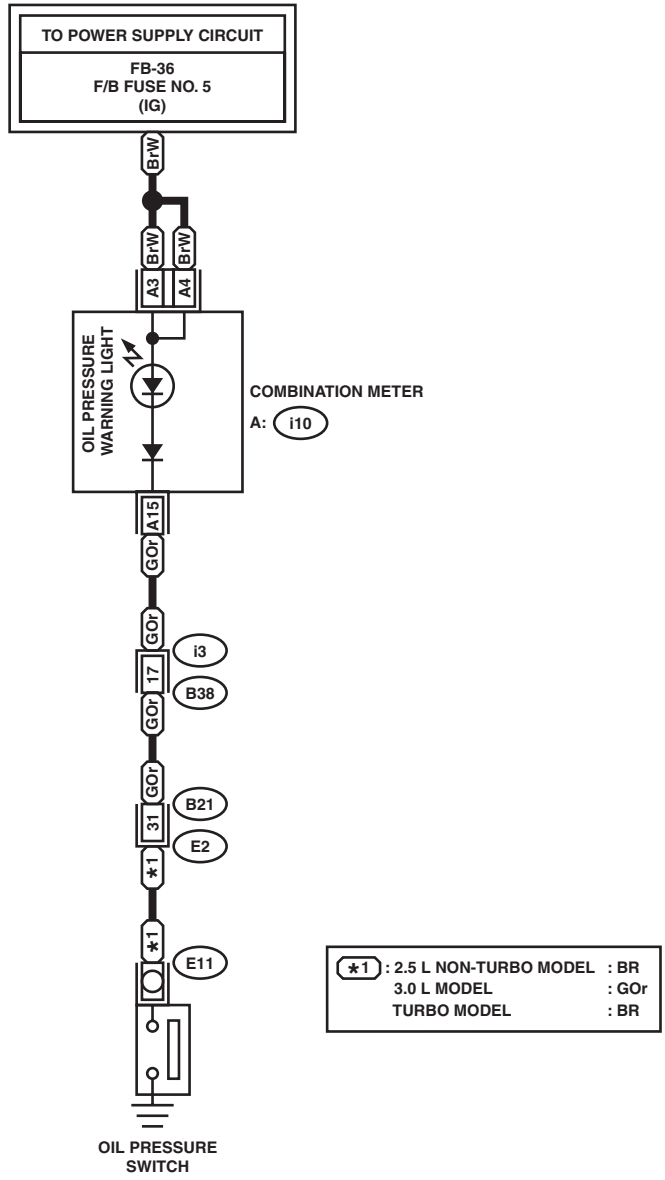 TO POWER SUPPLY CIRCUIT
FB-36
F/B FUSE NO. 5
(IG)
BrW
BrW
BrW
A3
A4
OIL PRESSURE
WARNING LIGHT
COMBINATION METER
A: i10
A15
GOr
GOr
i3
17
B38
GOr
GOr
B21
31
E2
*1
*1
E11
*1 : 2.5 L NON-TURBO MODEL : BR
3.0 L MODEL : GOr
TURBO MODEL : BR
OIL PRESSURE
SWITCH